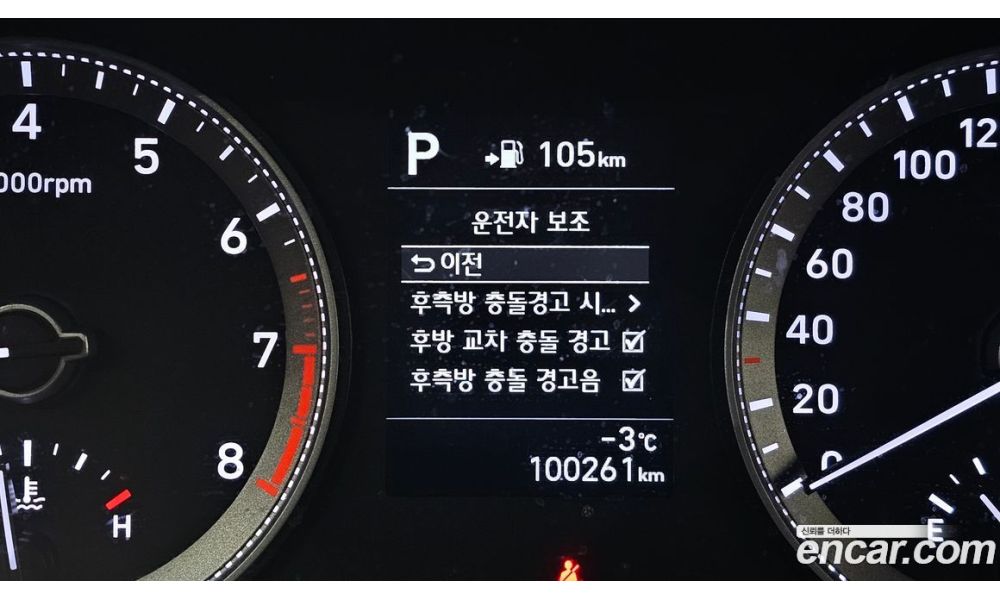 4
5
6
7
8
000rpm
H
P 105km
운전자 보조
이전
후측방 충돌경고 시...
후방 교차 충돌 경고
후측방 충돌 경고음
-3℃
100261km
12
100
80
60
40
20
0
E
신뢰를 더하다
encar.com